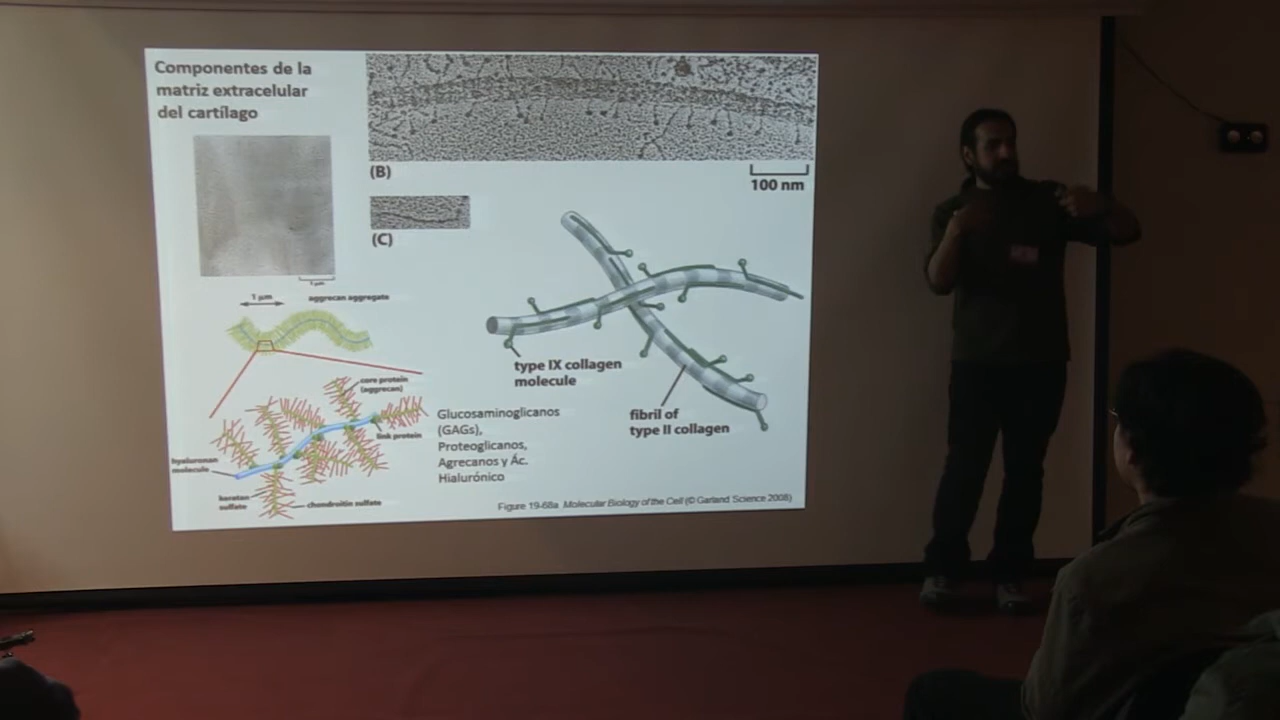 Componentes de la
matriz extracelular
del cartílago
(B)
100 nm
(C)
1 µm
1 µm
aggrecan aggregate
core protein
(aggrecan)
link protein
hyaluronan
molecule
keratan
sulfate
chondroitin sulfate
type IX collagen
molecule
fibril of
type II collagen
Glucosaminoglicanos
(GAGs),
Proteoglicanos,
Agrecanos y Ác.
Hialurónico
Figure 19-68a Molecular Biology of the Cell (© Garland Science 2008)